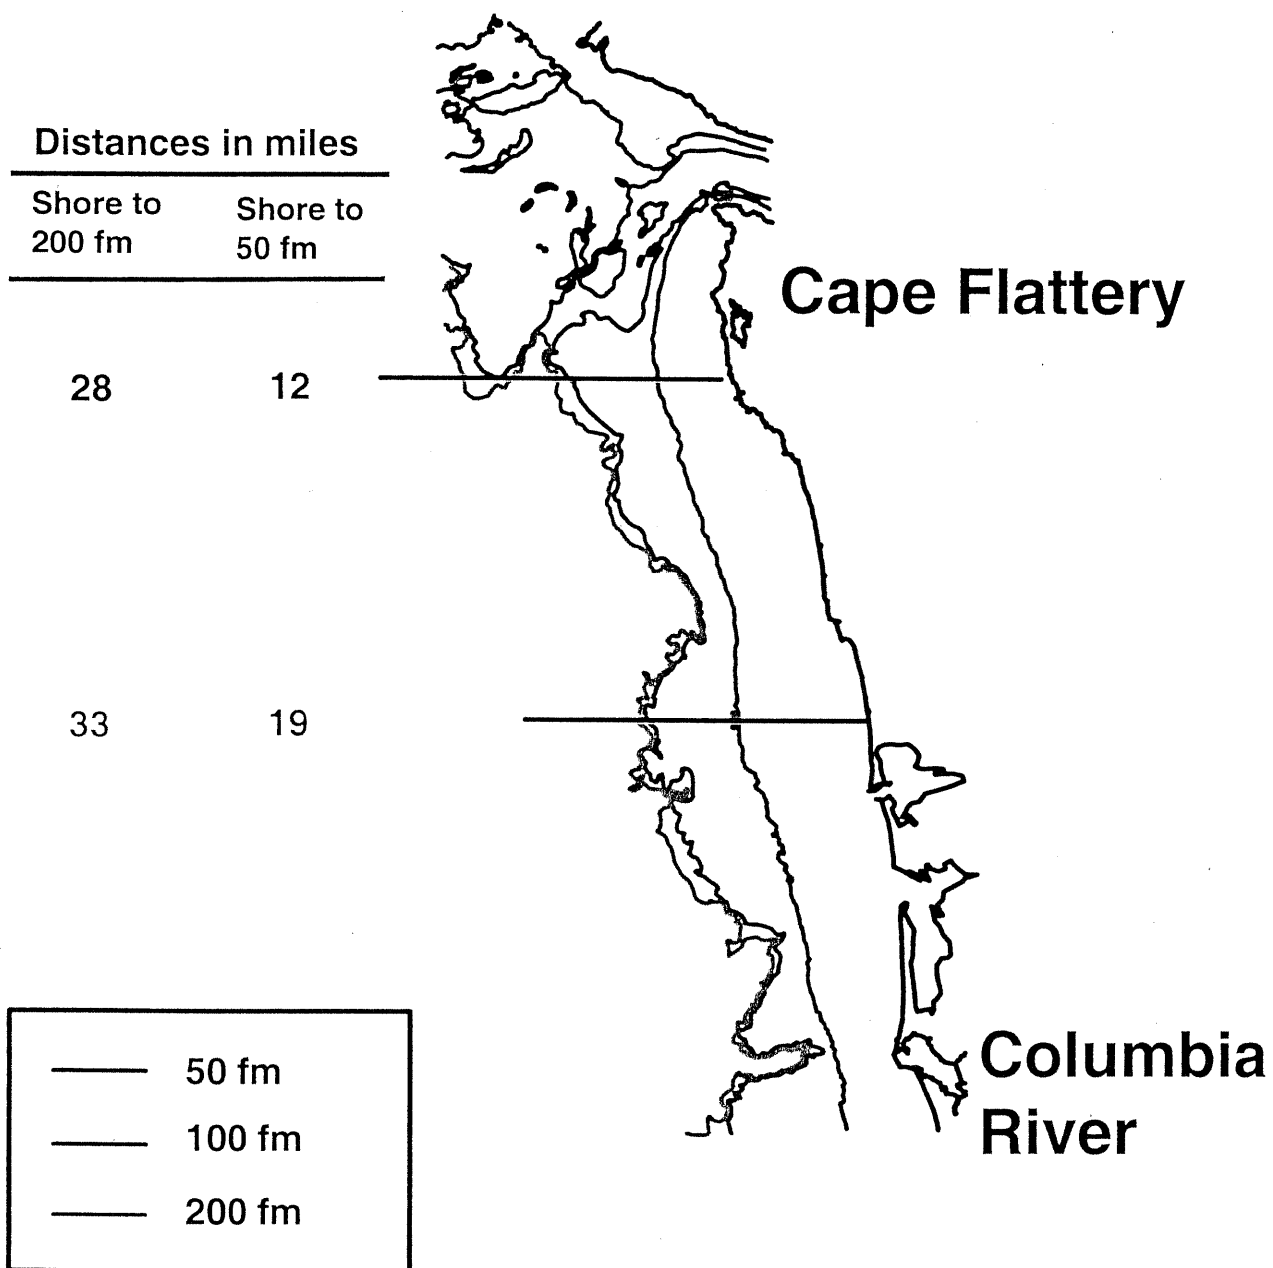 Distances in miles
Shore to 200 fm
Shore to 50 fm
Cape Flattery
28 12
33 19
50 fm
100 fm
200 fm
Columbia
River